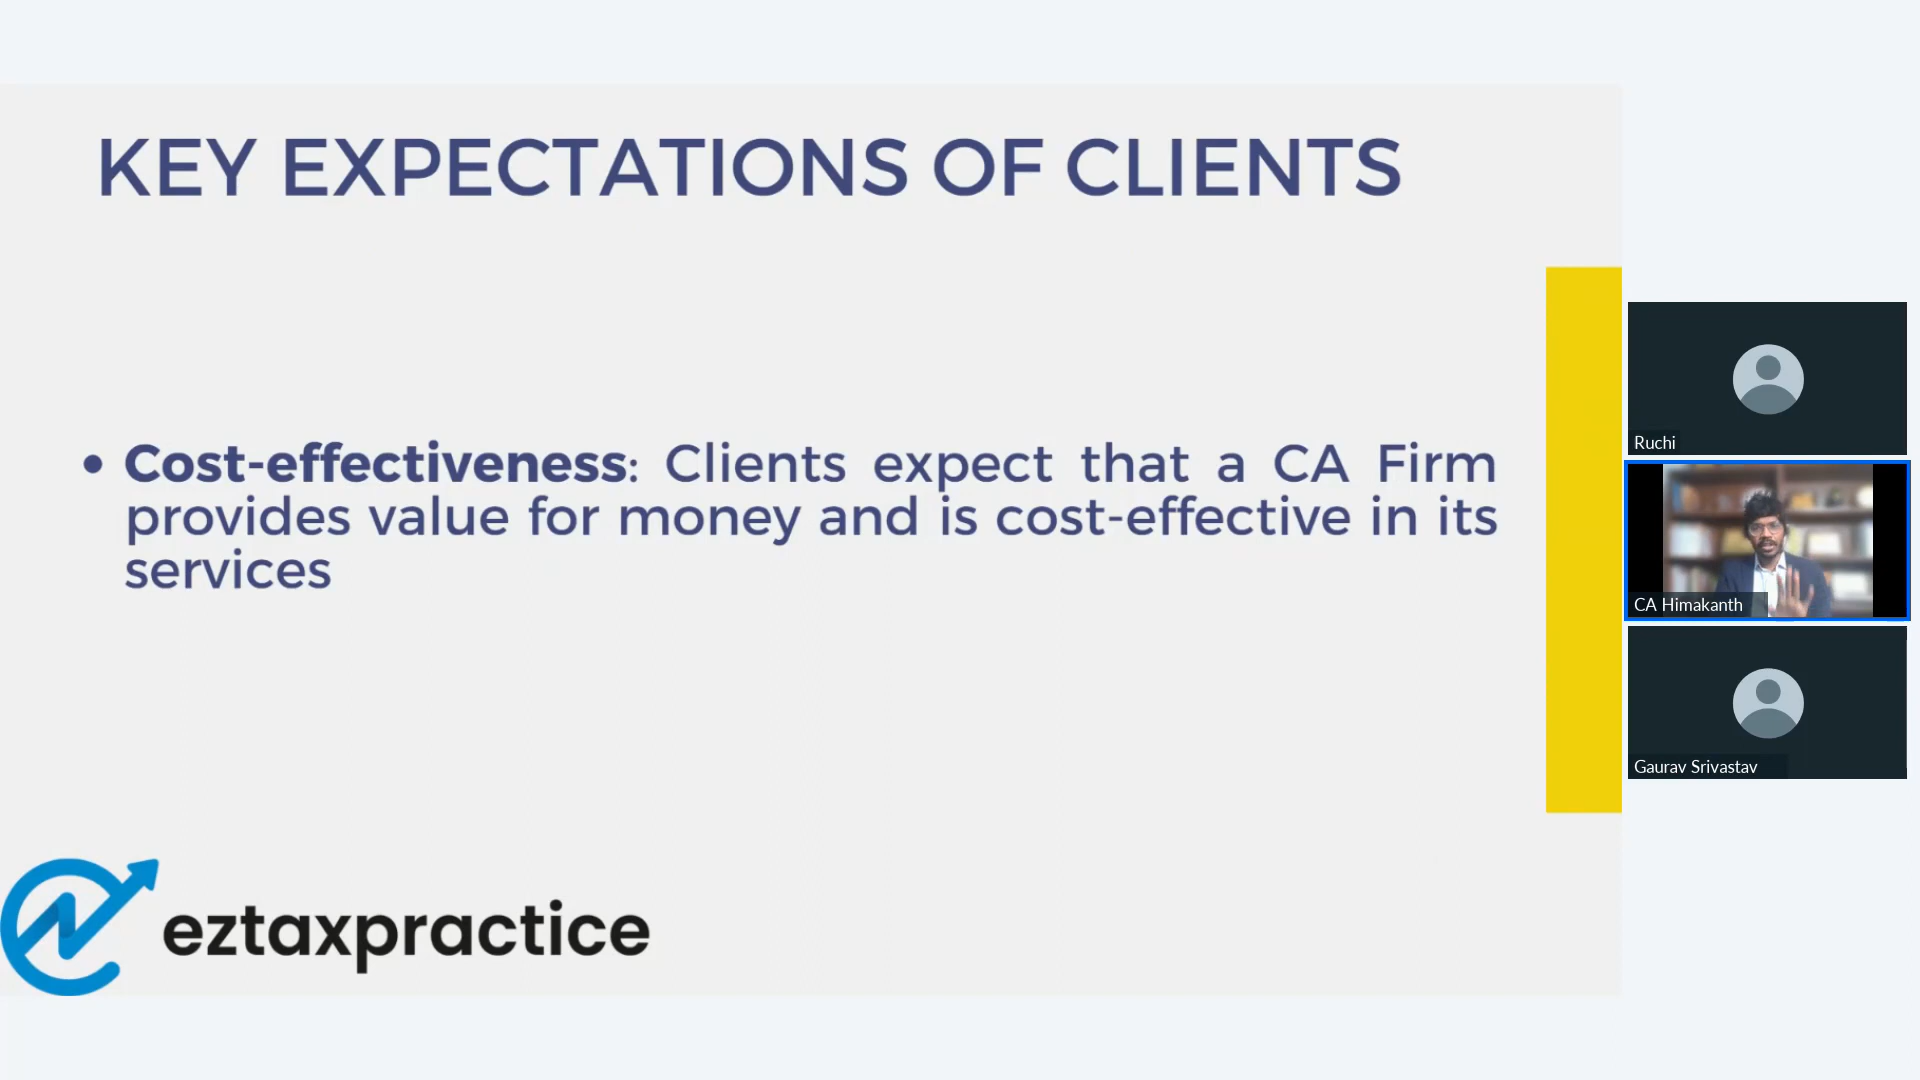 KEY EXPECTATIONS OF CLIENTS
• Cost-effectiveness: Clients expect that a CA Firm
provides value for money and is cost-effective in its
services
eztaxpractice
Ruchi
CA Himakanth
Gaurav Srivastav